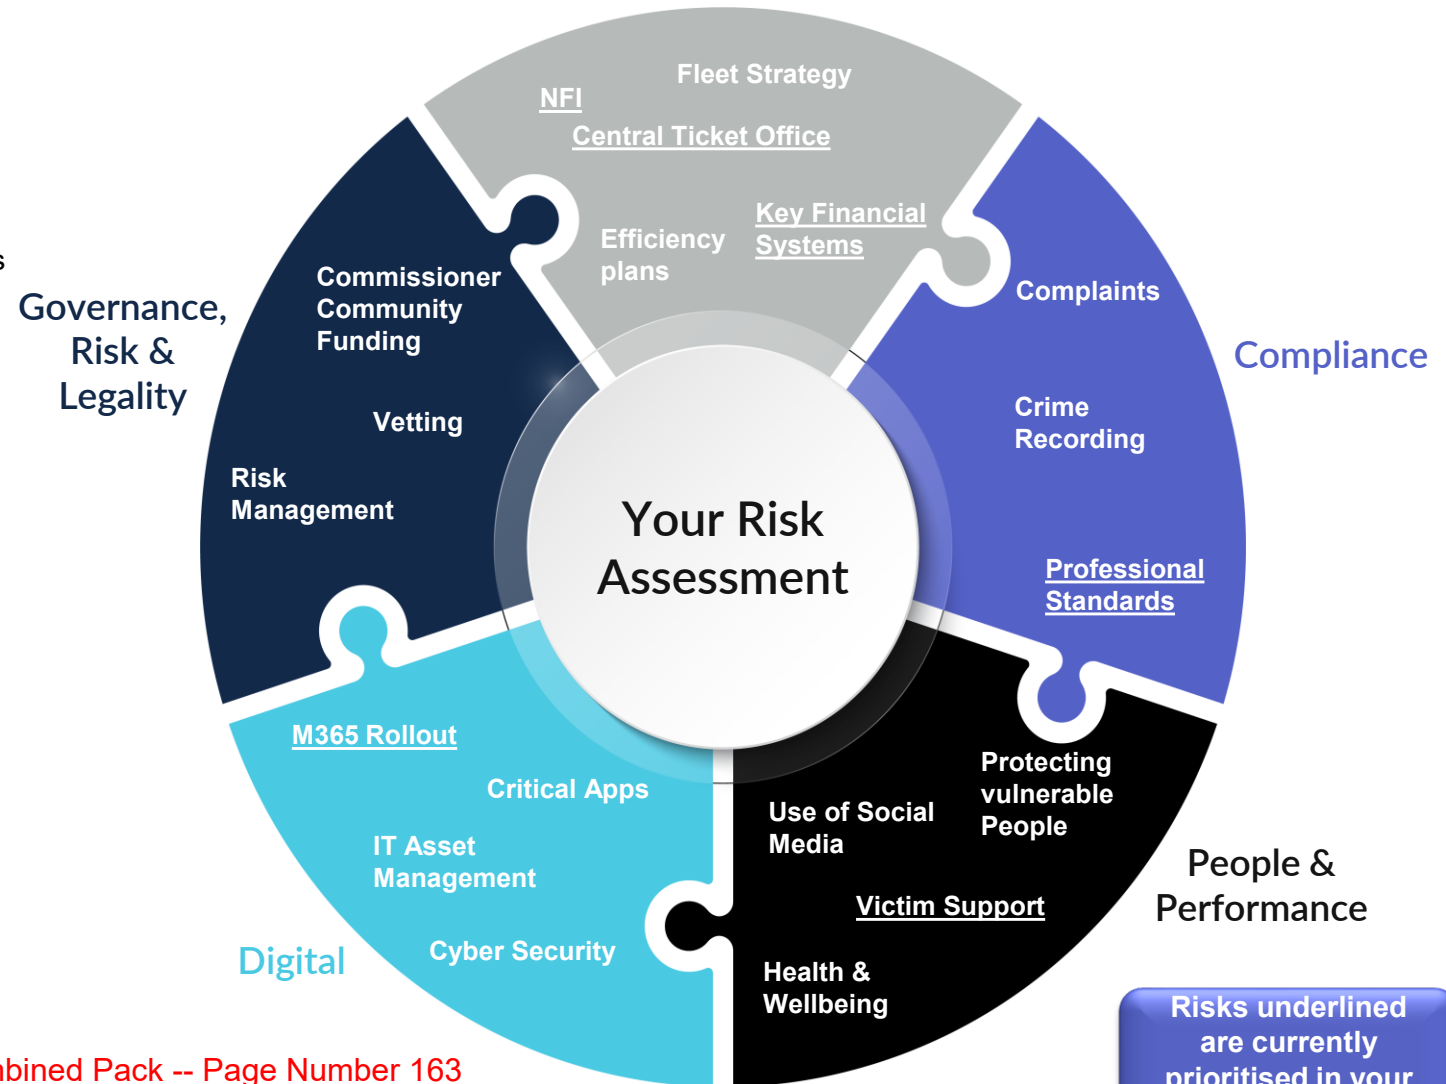 Fleet Strategy
NFI
Central Ticket Office
Key Financial
Systems
Efficiency
plans
Governance,
Risk &
Legality
Commissioner
Community
Funding
Vetting
Risk
Management
Complaints
Compliance
Crime
Recording
Professional
Standards
Your Risk
Assessment
M365 Rollout
Critical Apps
IT Asset
Management
Cyber Security
Digital
Protecting
vulnerable
People
Use of Social
Media
Victim Support
Health &
Wellbeing
People &
Performance
Risks underlined
are currently
prioritised in your
Pack -- Page Number 163